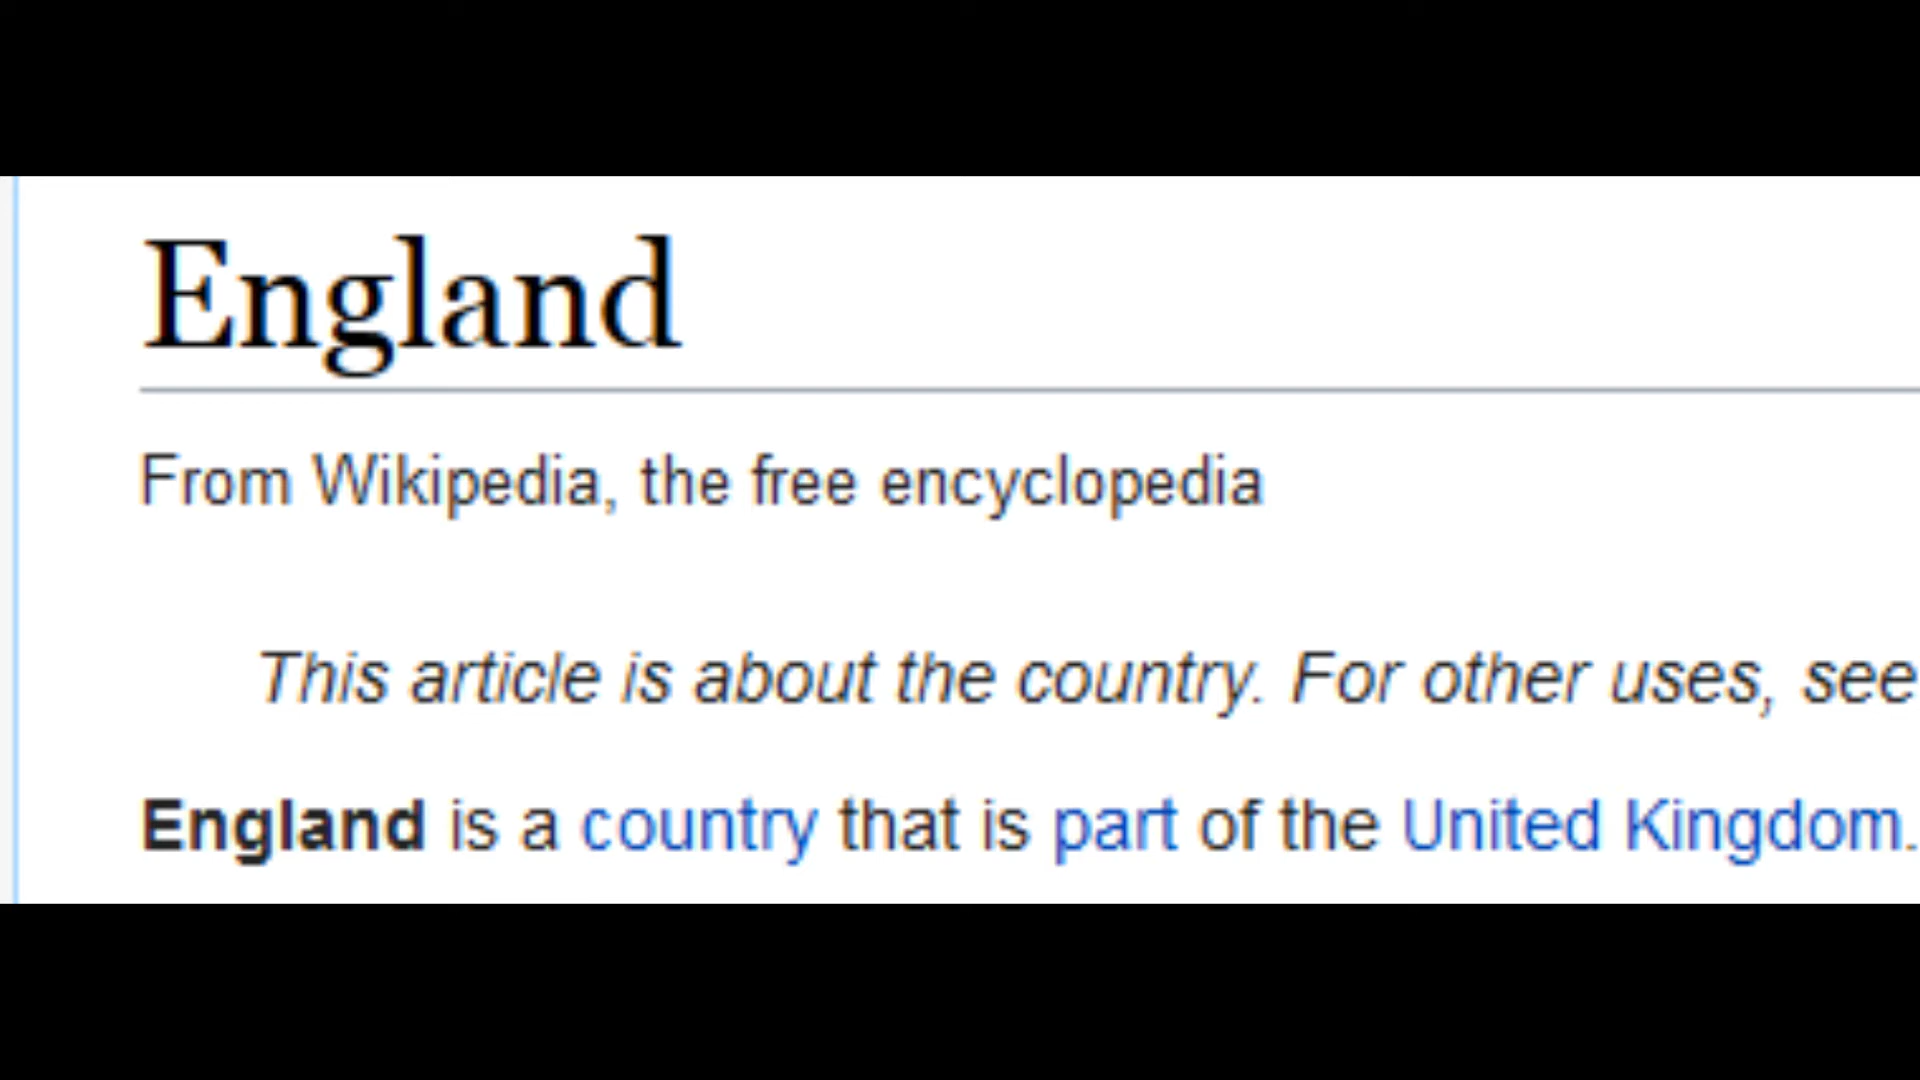 England
From Wikipedia, the free encyclopedia
This article is about the country. For other uses, see
England is a country that is part of the United Kingdom.